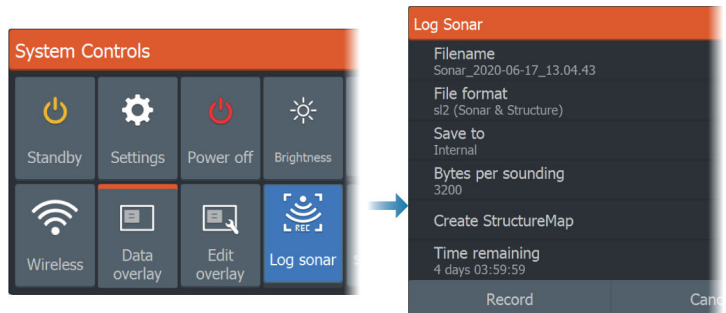 System Controls
Standby
Settings
Power off
Brightness
Wireless
Data
overlay
Edit
overlay
REC
Log sonar
Log Sonar
Filename
Sonar_2020-06-17_13.04.43
File format
sl2 (Sonar & Structure)
Save to
Internal
Bytes per sounding
3200
Create StructureMap
Time remaining
4 days 03:59:59
Record